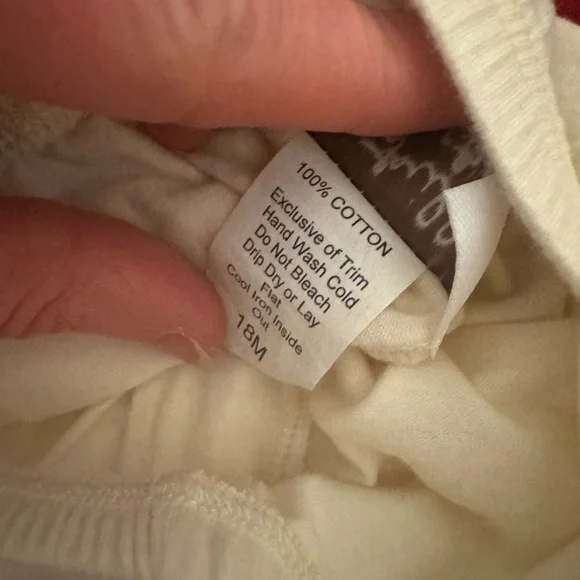 100% COTTON
Exclusive of Trim
Hand Wash Cold
Do Not Bleach
Drip Dry or Lay
Flat
Cool Iron Inside
Out
18M